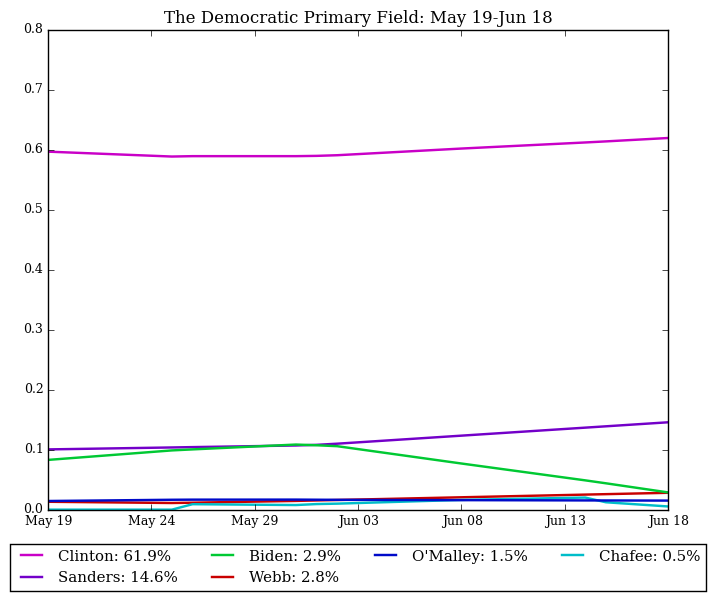 The Democratic Primary Field: May 19-Jun 18
0.8
0.7
0.6
0.5
0.4
0.3
0.2
0.1
0.0
May 19 May 24 May 29 Jun 03 Jun 08 Jun 13 Jun 18
Clinton: 61.9% Biden: 2.9% O'Malley: 1.5% Chafee: 0.5%
Sanders: 14.6% Webb: 2.8%